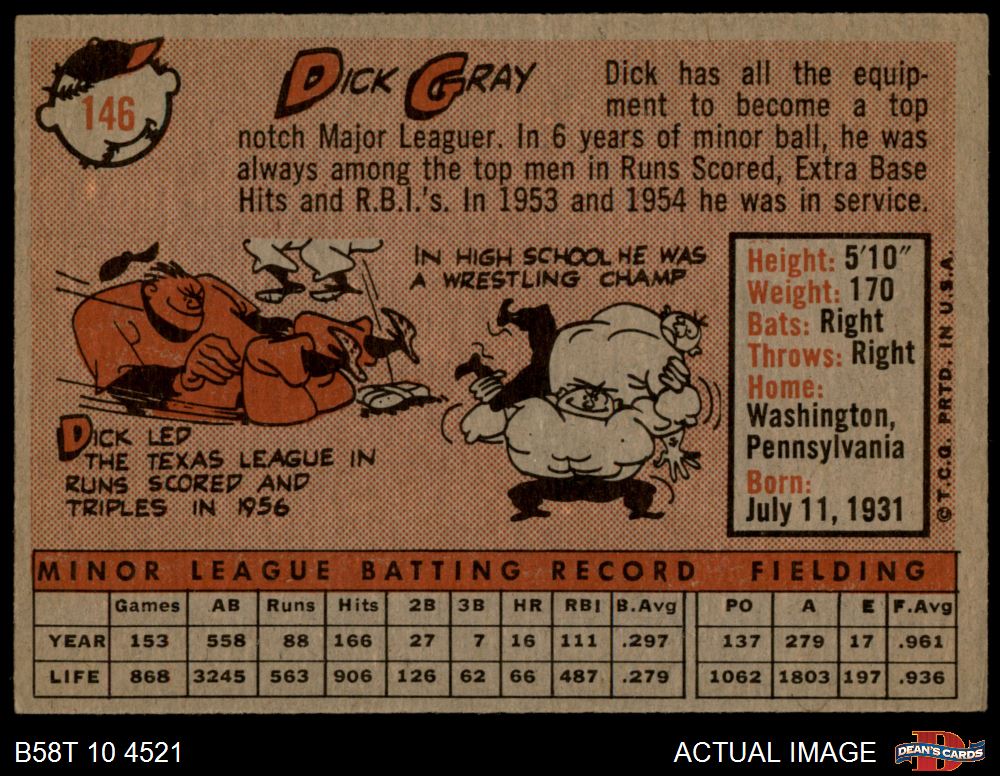 146
DICK GRAY
Dick has all the equip-
ment to become a top
notch Major Leaguer. In 6 years of minor ball, he was
always among the top men in Runs Scored, Extra Base
Hits and R.B.I.'s. In 1953 and 1954 he was in service.
IN HIGH SCHOOL HE WAS
A WRESTLING CHAMP
DICK LED
THE TEXAS LEAGUE IN
RUNS SCORED AND
TRIPLES IN 1956
Height: 5'10"
Weight: 170
Bats: Right
Throws: Right
Home:
Washington,
Pennsylvania
Born:
July 11, 1931
© T.C.G. PRTD. IN U.S.A.
MINOR LEAGUE BATTING RECORD FIELDING
Games AB Runs Hits 2B 3B HR RBI B.Avg PO A E F.Avg
YEAR 153 558 88 166 27 7 16 111 .297 137 279 17 .961
LIFE 868 3245 563 906 126 62 66 487 .279 1062 1803 197 .936
B58T 10 4521
ACTUAL IMAGE
D
DEAN'S CARDS